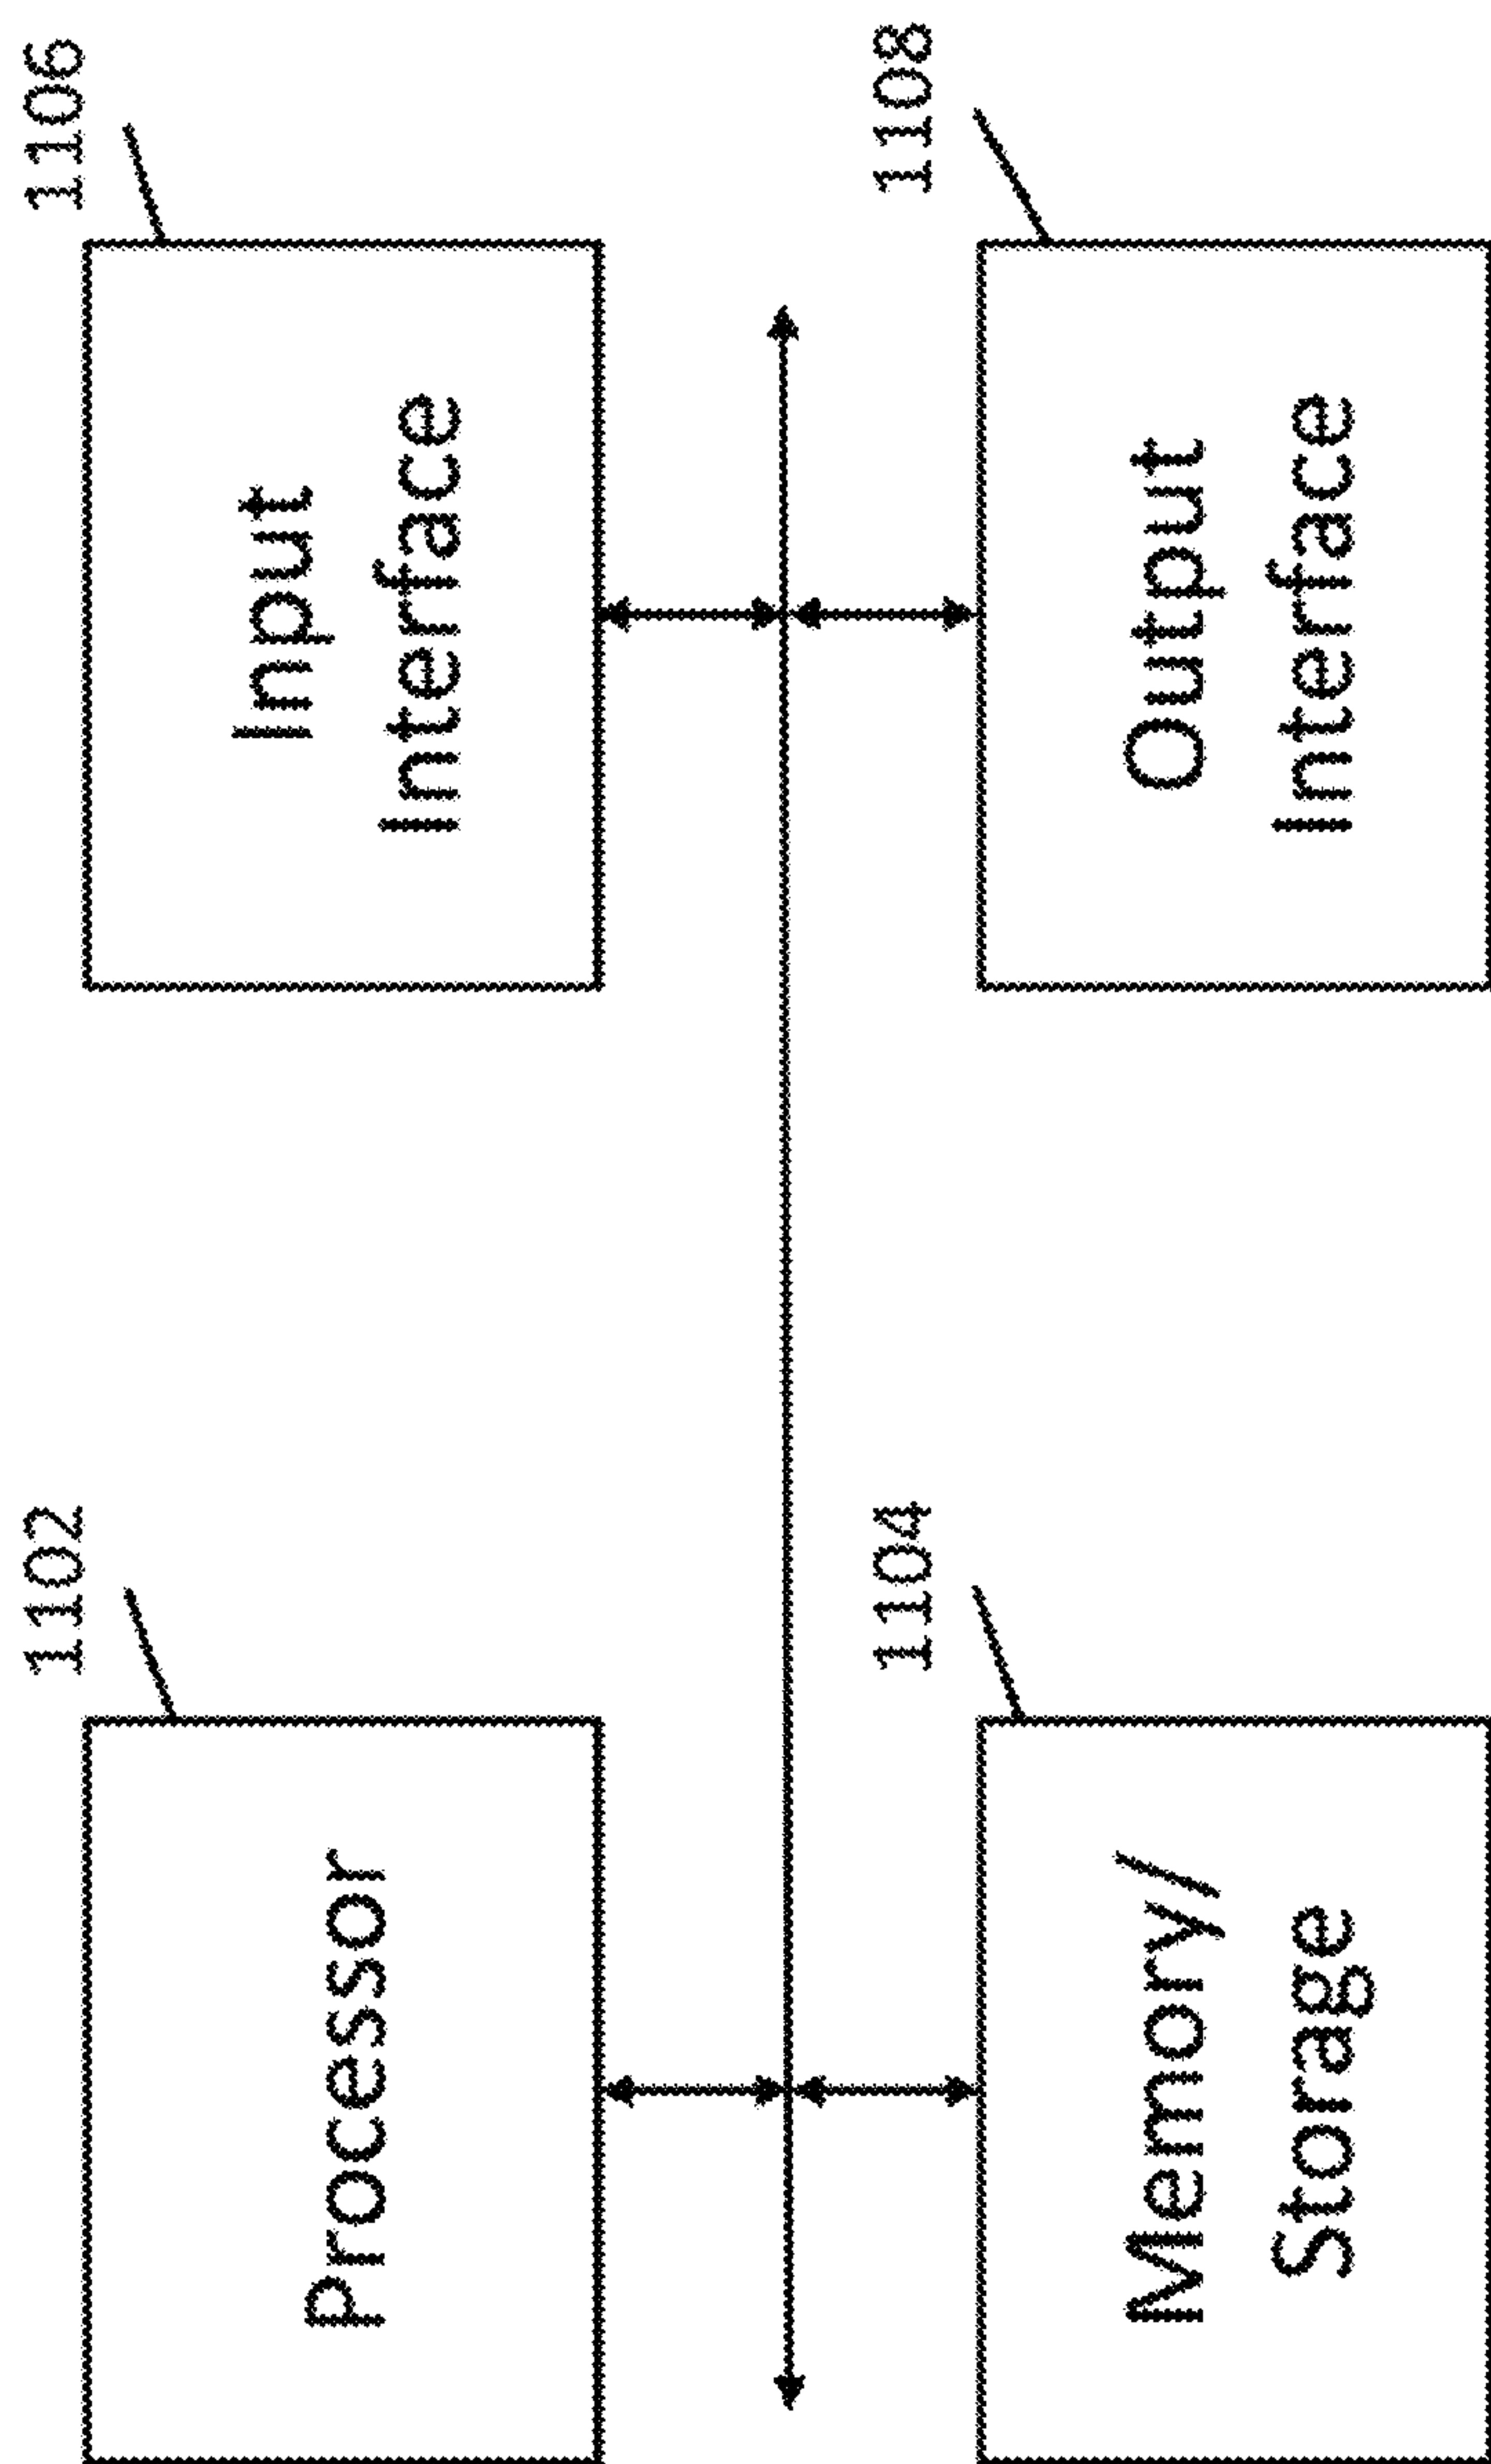 1102
Processor
1106
Input
Interface
1104
Memory/
Storage
1108
Output
Interface